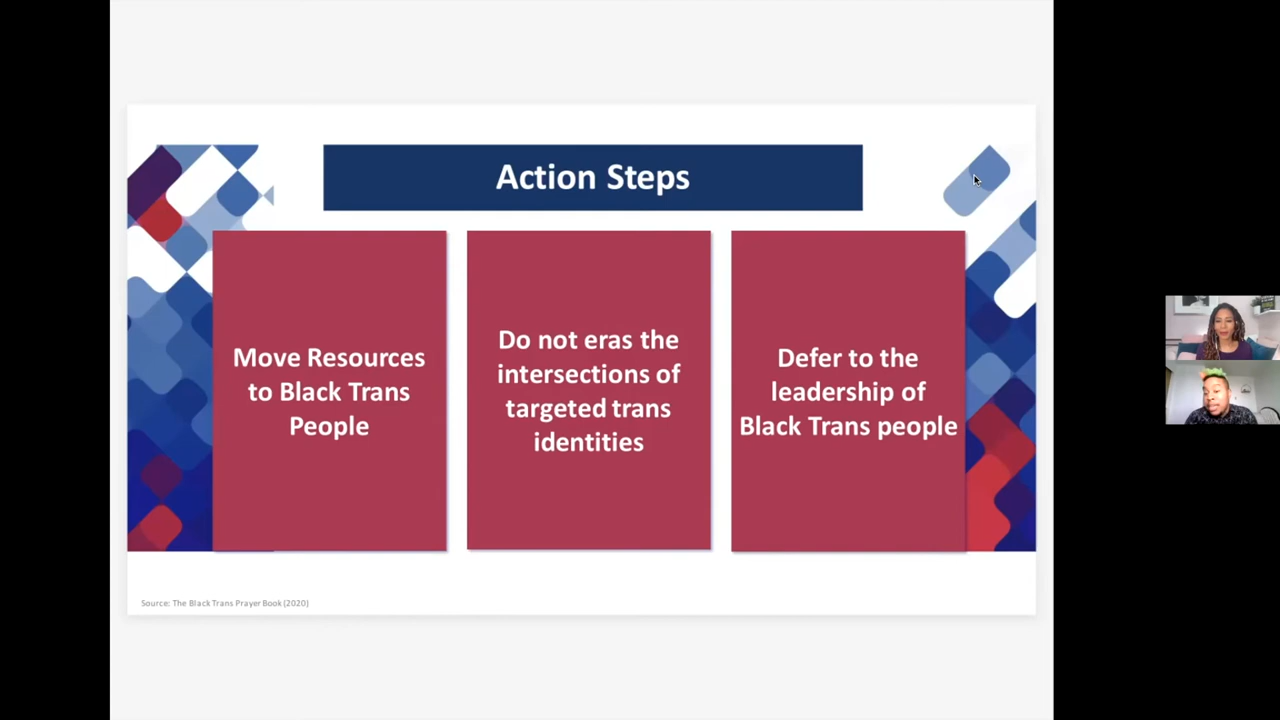 Action Steps
Move Resources
to Black Trans
People
Do not eras the
intersections of
targeted trans
identities
Defer to the
leadership of
Black Trans people
Source: The Black Trans Prayer Book (2020)